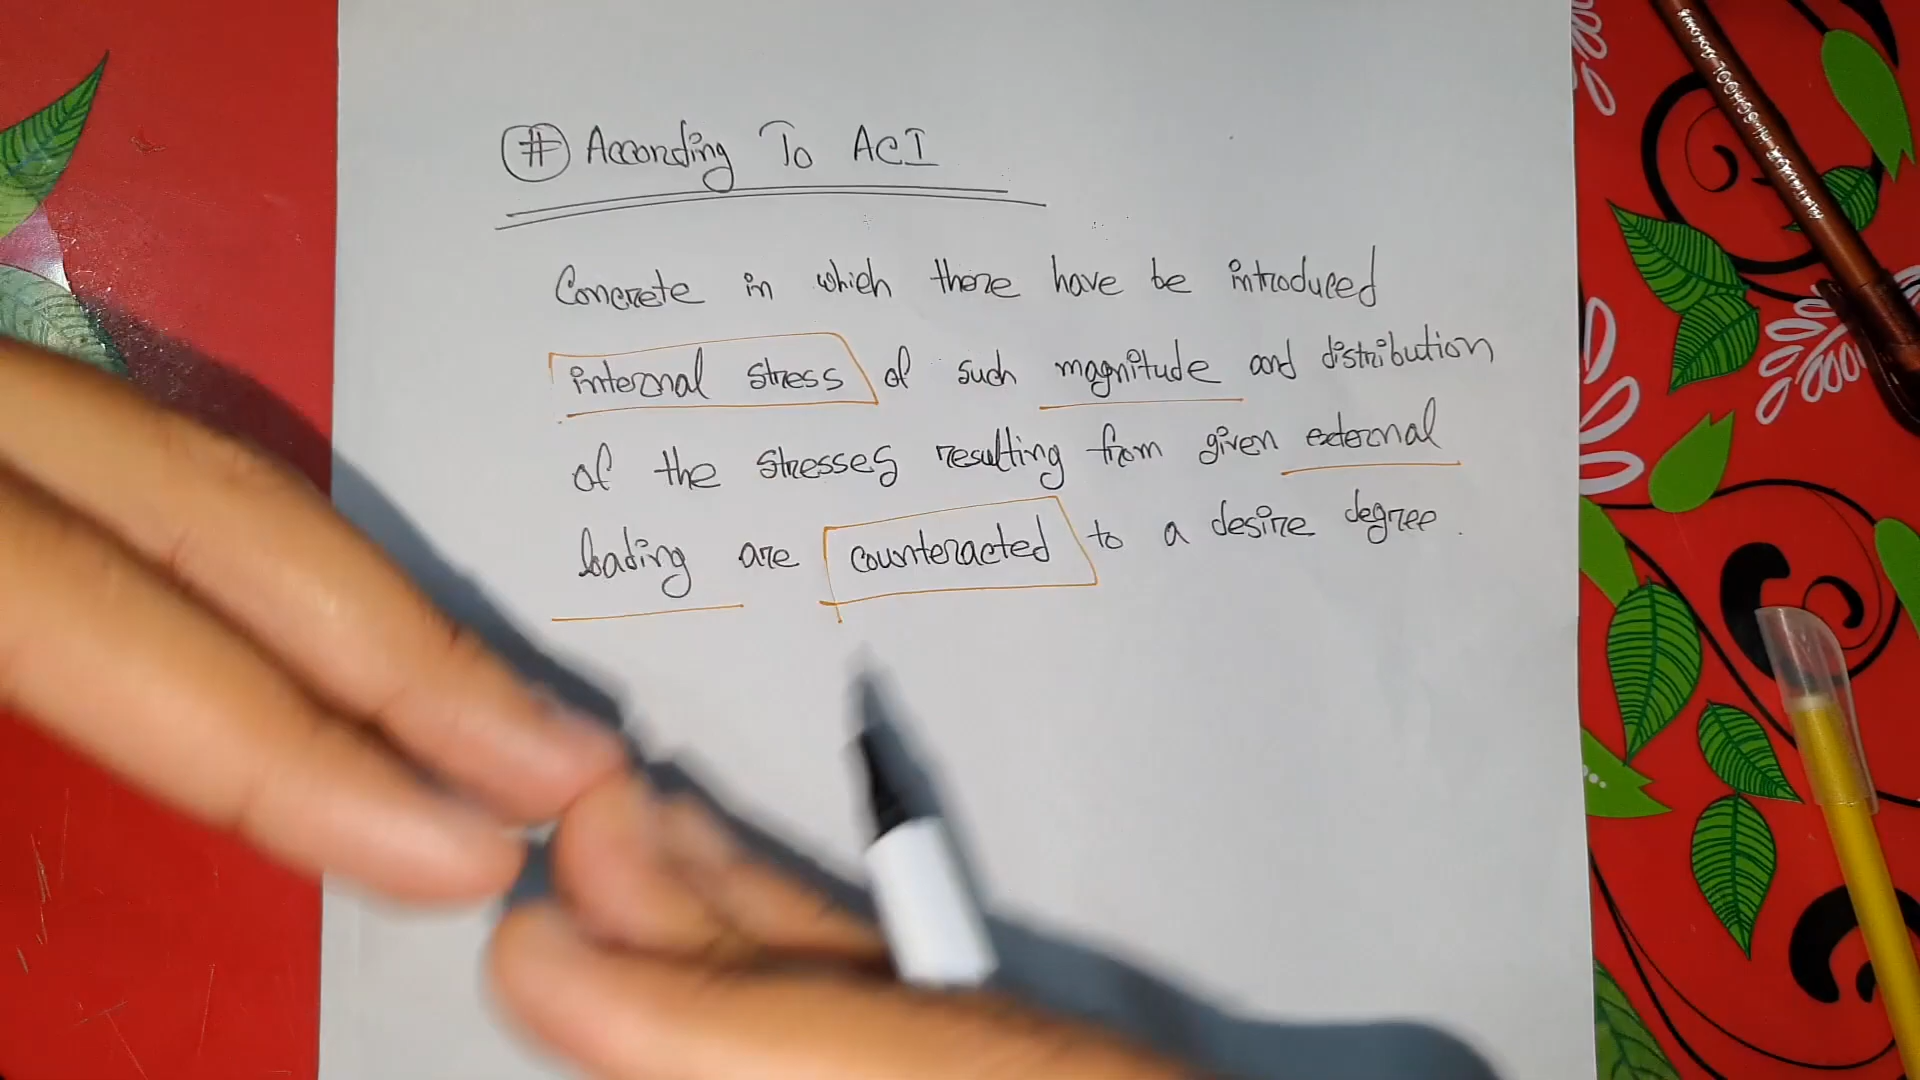 # According To ACI
Concrete in which there have be introduced
internal stress of such magnitude and distribution
of the stresses resulting from given external
loading are counteracted to a desire degree.